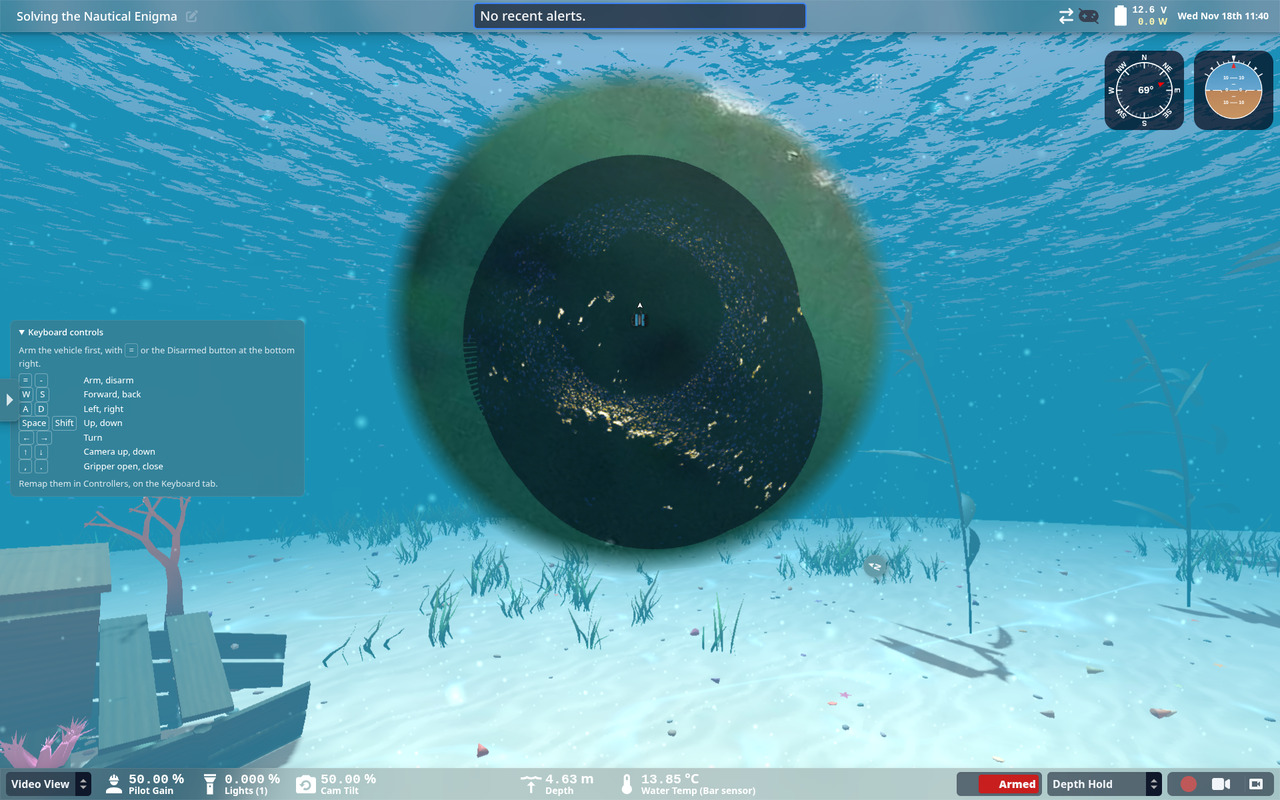 Solving the Nautical Enigma
No recent alerts.
12.6 V
0.0 W
Wed Nov 18th 11:40
N
NE
E
SE
S
SW
W
NW
69°
10 10
10 10
Keyboard controls
Arm the vehicle first, with = or the Disarmed button at the bottom
right.
= - Arm, disarm
W S Forward, back
A D Left, right
Space Shift Up, down
← → Turn
↑ ↓ Camera up, down
, . Gripper open, close
Remap them in Controllers, on the Keyboard tab.
Video View
50.00 %
Pilot Gain
0.000 %
Lights (1)
50.00 %
Cam Tilt
4.63 m
Depth
13.85 °C
Water Temp (Bar sensor)
Armed
Depth Hold